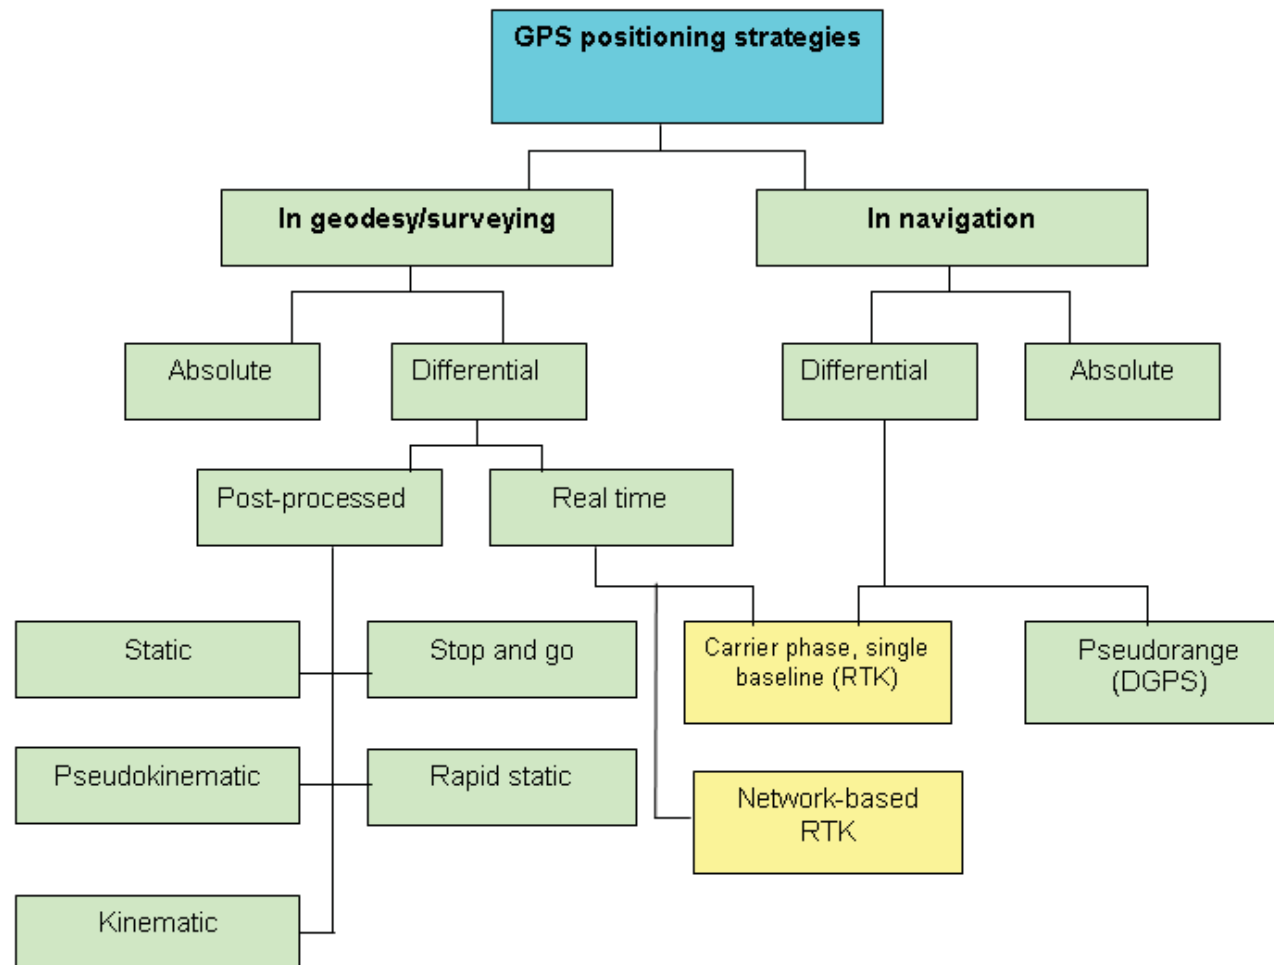 GPS positioning strategies
In geodesy/surveying
In navigation
Absolute
Differential
Differential
Absolute
Post-processed
Real time
Static
Stop and go
Carrier phase, single
baseline (RTK)
Pseudorange
(DGPS)
Pseudokinematic
Rapid static
Network-based
RTK
Kinematic